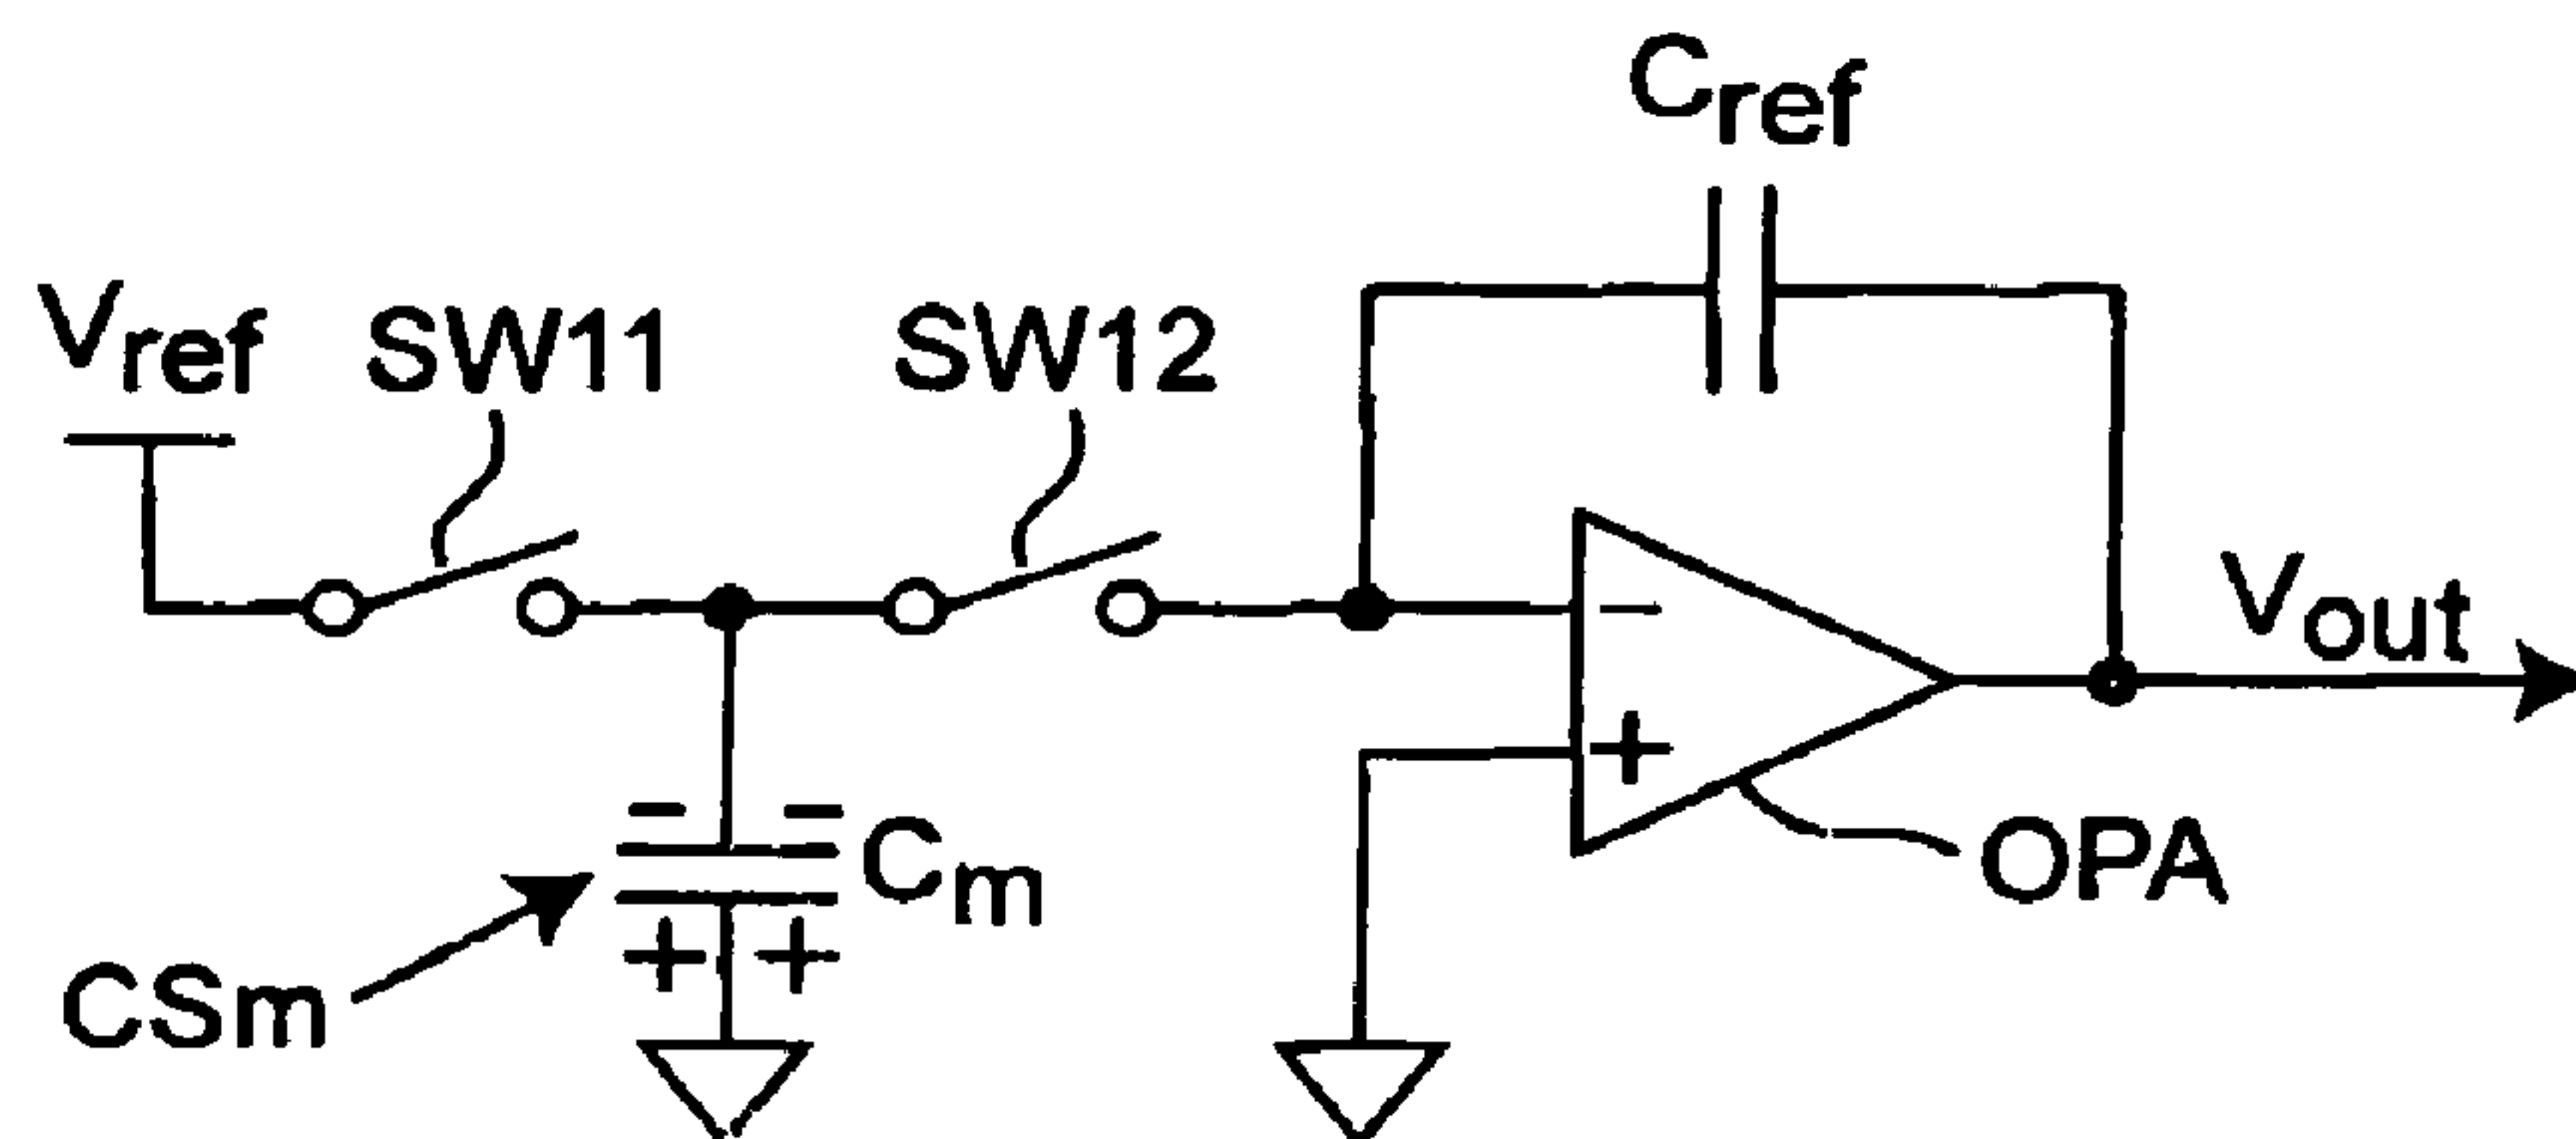 Cref
Vref
SW11
SW12
Vout
−
+
− −
Cm
+ +
OPA
CSm